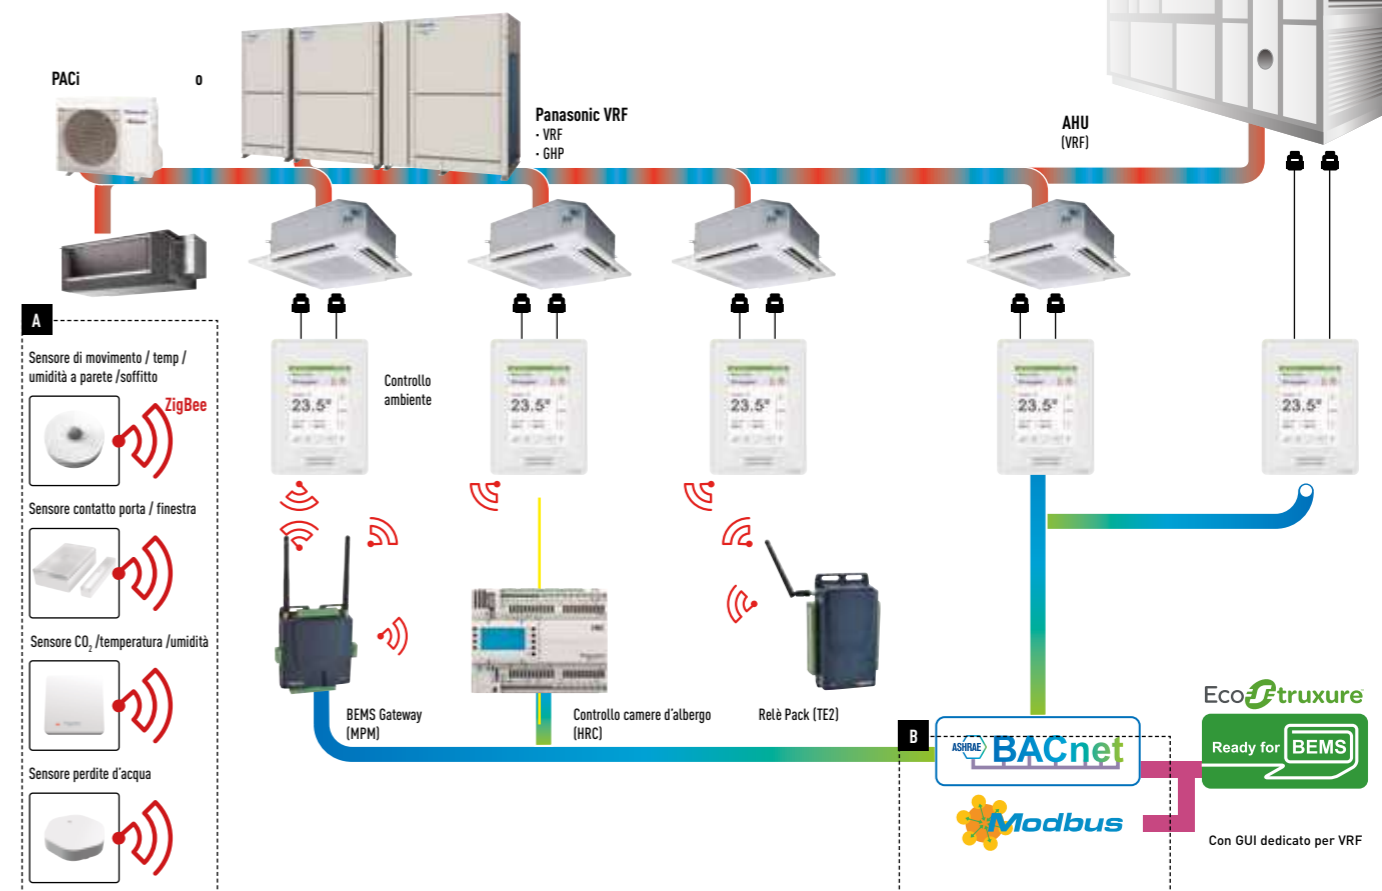 PACi
o
Panasonic VRF
· VRF
· GHP
AHU
(VRF)
A
Sensore di movimento / temp /
umidità a parete /soffitto
ZigBee
Sensore contatto porta / finestra
Sensore CO₂ /temperatura /umidità
Sensore perdite d'acqua
Controllo
ambiente
23.5°
23.5°
23.5°
23.5°
23.5°
BEMS Gateway
(MPM)
HRC
Controllo camere d'albergo
(HRC)
Relè Pack (TE2)
B
ASHRAE BACnet
Modbus
EcoStruxure
Ready for BEMS
Con GUI dedicato per VRF